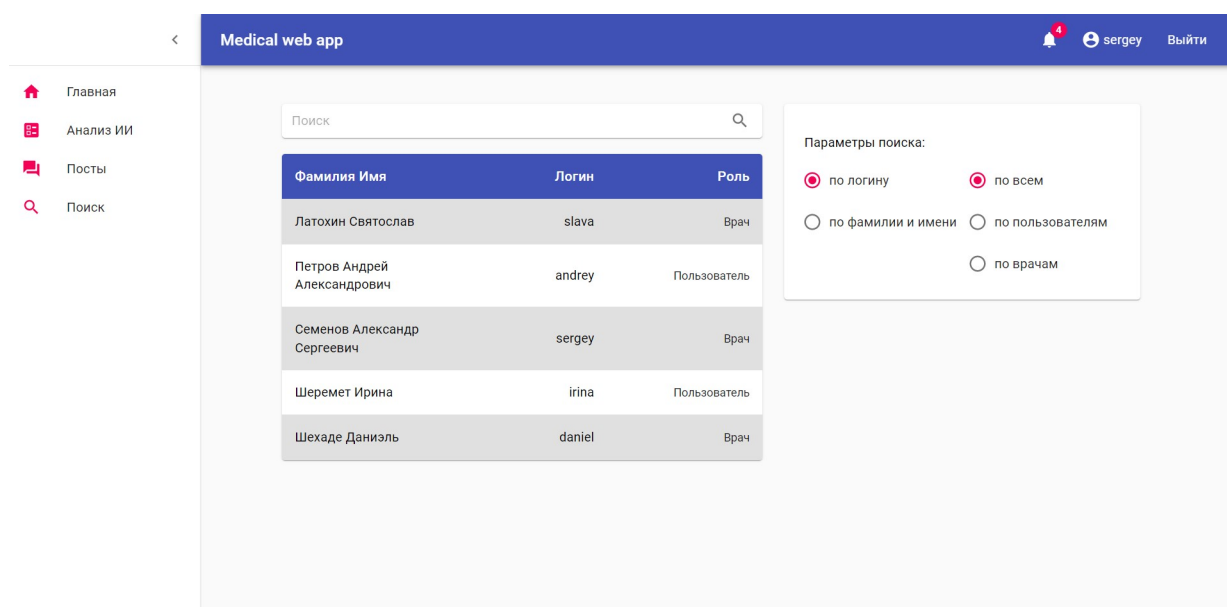 Medical web app
4
sergey
Выйти
Главная
Анализ ИИ
Посты
Поиск
Поиск
Фамилия Имя Логин Роль
Латохин Святослав slava Врач
Петров Андрей
Александрович andrey Пользователь
Семенов Александр
Сергеевич sergey Врач
Шеремет Ирина irina Пользователь
Шехаде Даниэль daniel Врач
Параметры поиска:
по логину по всем
по фамилии и имени по пользователям
по врачам